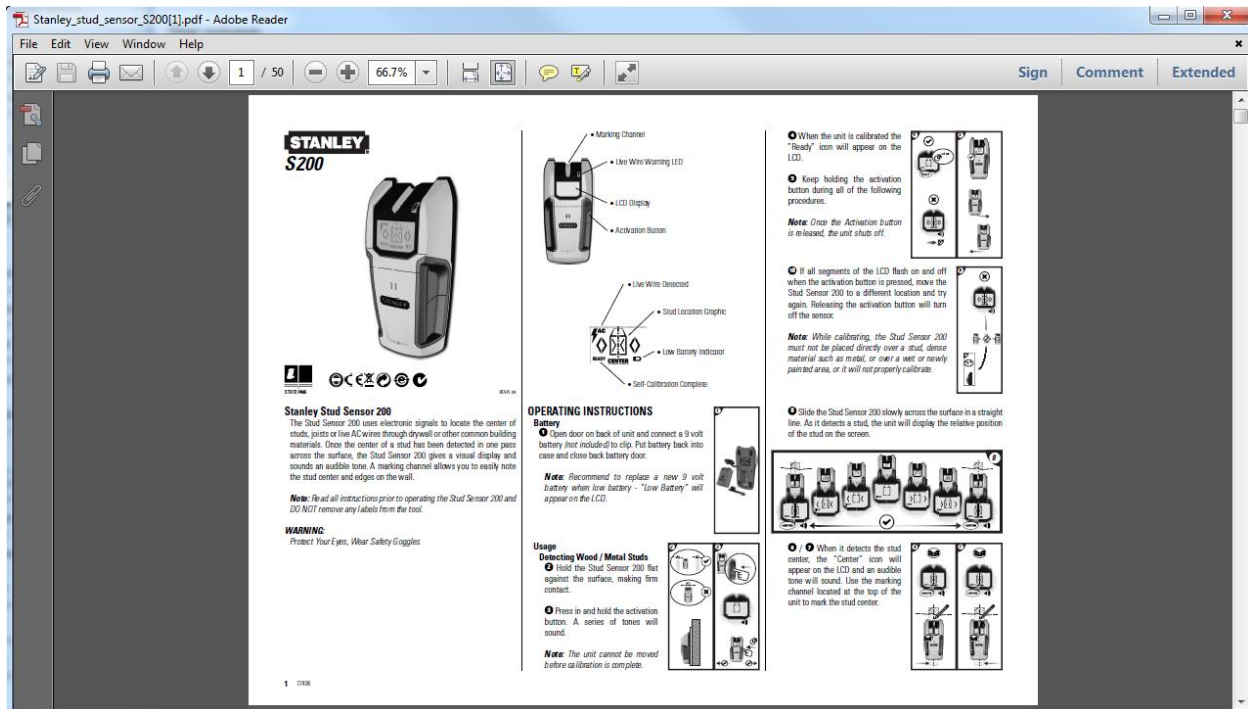 Stanley_stud_sensor_S200[1].pdf - Adobe Reader
File Edit View Window Help
1 / 50 66.7% Sign Comment Extended
STANLEY
S200
Stanley Stud Sensor 200
The Stud Sensor 200 uses electronic signals to locate the center of
studs, joists or live AC wires through drywall or other common building
materials. Once the center of a stud has been detected in one pass
across the surface, the Stud Sensor 200 gives a visual display and
sounds an audible tone. A marking channel allows you to easily note
the stud center and edges on the wall.
Note: Read all instructions prior to operating the Stud Sensor 200 and
DO NOT remove any labels from the tool.
WARNING:
Protect Your Eyes, Wear Safety Goggles.
1
• Marking Channel
• Live Wire Warning LED
• LCD Display
• Activation Button
STANLEY
• Live Wire Detected
• Stud Location Graphic
• Low Battery Indicator
• Self-Calibration Complete
AC
READY
CENTER
OPERATING INSTRUCTIONS
Battery
1 Open door on back of unit and connect a 9 volt
battery (not included) to clip. Put battery back into
case and close back battery door.
Note: Recommend to replace a new 9 volt
battery when low battery - "Low Battery" will
appear on the LCD.
Usage
Detecting Wood / Metal Studs
2 Hold the Stud Sensor 200 flat
against the surface, making firm
contact.
3 Press in and hold the activation
button. A series of tones will
sound.
Note: The unit cannot be moved
before calibration is complete.
4 When the unit is calibrated the
"Ready" icon will appear on the
LCD.
Keep holding the activation
button during all of the following
procedures.
Note: Once the Activation button
is released, the unit shuts off.
If all segments of the LCD flash on and off
when the activation button is pressed, move the
Stud Sensor 200 to a different location and try
again. Releasing the activation button will turn
off the sensor.
Note: While calibrating, the Stud Sensor 200
must not be placed directly over a stud, dense
material such as metal, or over a wet or newly
painted area, or it will not properly calibrate.
Slide the Stud Sensor 200 slowly across the surface in a straight
line. As it detects a stud, the unit will display the relative position
of the stud on the screen.
6 / 7 When it detects the stud
center, the "Center" icon will
appear on the LCD and an audible
tone will sound. Use the marking
channel located at the top of the
unit to mark the stud center.